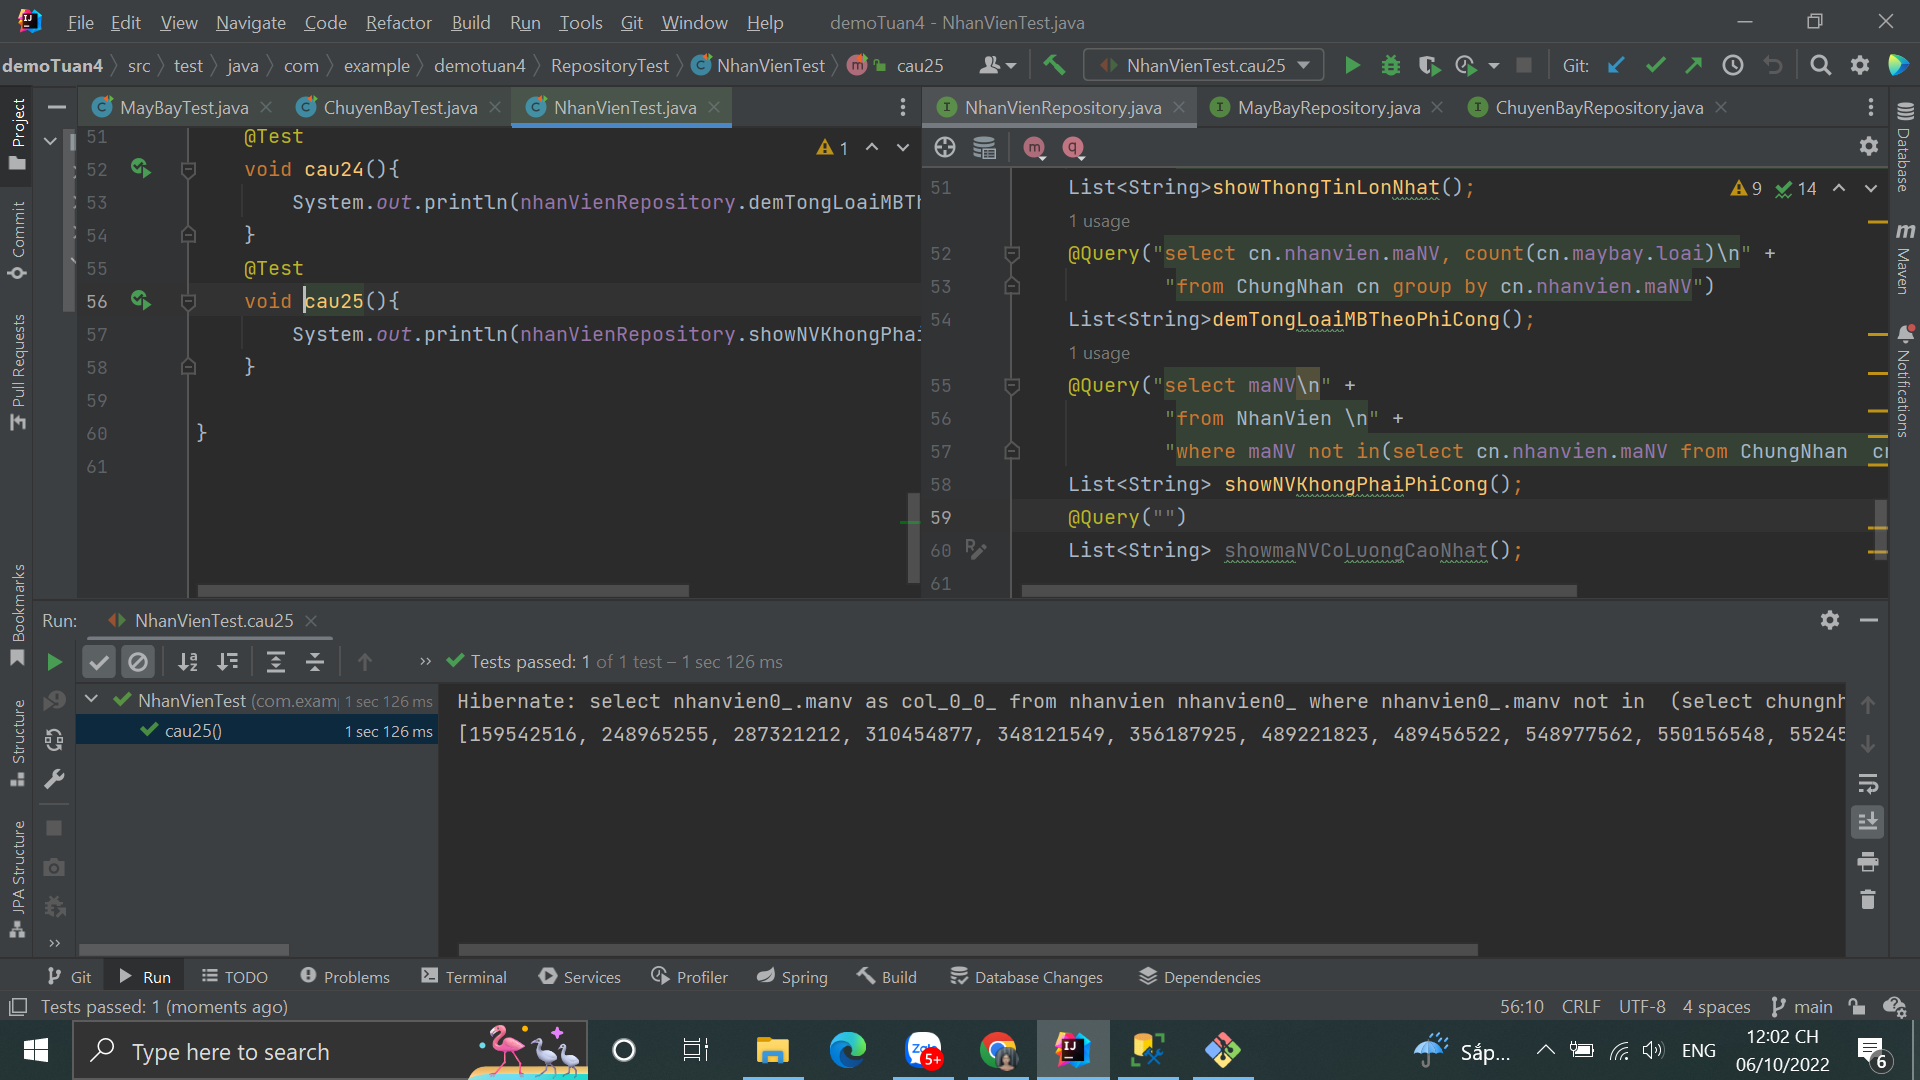 File Edit View Navigate Code Refactor Build Run Tools Git Window Help demoTuan4 - NhanVienTest.java
demoTuan4 src test java com example demotuan4 RepositoryTest NhanVienTest cau25 NhanVienTest.cau25 Git:
Project
Commit
Pull Requests
Bookmarks
Structure
JPA Structure
MayBayTest.java ChuyenBayTest.java NhanVienTest.java
1
51 @Test
52 void cau24(){
53 System.out.println(nhanVienRepository.demTongLoaiMBT
54 }
55 @Test
56 void cau25(){
57 System.out.println(nhanVienRepository.showNVKhongPhai
58 }
59
60 }
61
NhanVienRepository.java MayBayRepository.java ChuyenBayRepository.java
9 14
51 List<String>showThongTinLonNhat();
1 usage
52 @Query("select cn.nhanvien.maNV, count(cn.maybay.loai)\n" +
53 "from ChungNhan cn group by cn.nhanvien.maNV")
54 List<String>demTongLoaiMBTheoPhiCong();
1 usage
55 @Query("select maNV\n" +
56 "from NhanVien \n" +
57 "where maNV not in(select cn.nhanvien.maNV from ChungNhan cn
58 List<String> showNVKhongPhaiPhiCong();
59 @Query("")
60 List<String> showmaNVCoLuongCaoNhat();
61
Database
Maven
Notifications
Run: NhanVienTest.cau25
Tests passed: 1 of 1 test – 1 sec 126 ms
NhanVienTest (com.exam 1 sec 126 ms
cau25() 1 sec 126 ms
Hibernate: select nhanvien0_.manv as col_0_0_ from nhanvien nhanvien0_ where nhanvien0_.manv not in (select chungnh
[159542516, 248965255, 287321212, 310454877, 348121549, 356187925, 489221823, 489456522, 548977562, 550156548, 55245
Git Run TODO Problems Terminal Services Profiler Spring Build Database Changes Dependencies
Tests passed: 1 (moments ago) 56:10 CRLF UTF-8 4 spaces main
Type here to search Zalo 5+ Sắp... ENG 12:02 CH
06/10/2022 6